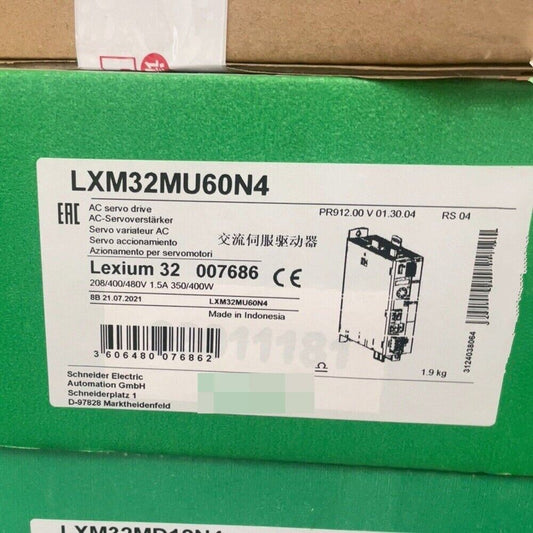 LXM32MU60N4
EAC
AC servo drive
AC-Servoverstärker
Servo variateur AC
Servo accionamiento
Azionamento per servomotori
交流伺服驱动器
PR912.00 V 01.30.04
RS 04
Lexium 32 007686 CE
208/400/480V 1.5A 350/400W
8B 21.07.2021
LXM32MU60N4
Made in Indonesia
3 606480 076862
Schneider Electric
Automation GmbH
Schneiderplatz 1
D-97828 Marktheidenfeld
1.9 kg
3124038064
LXM32MD18N4